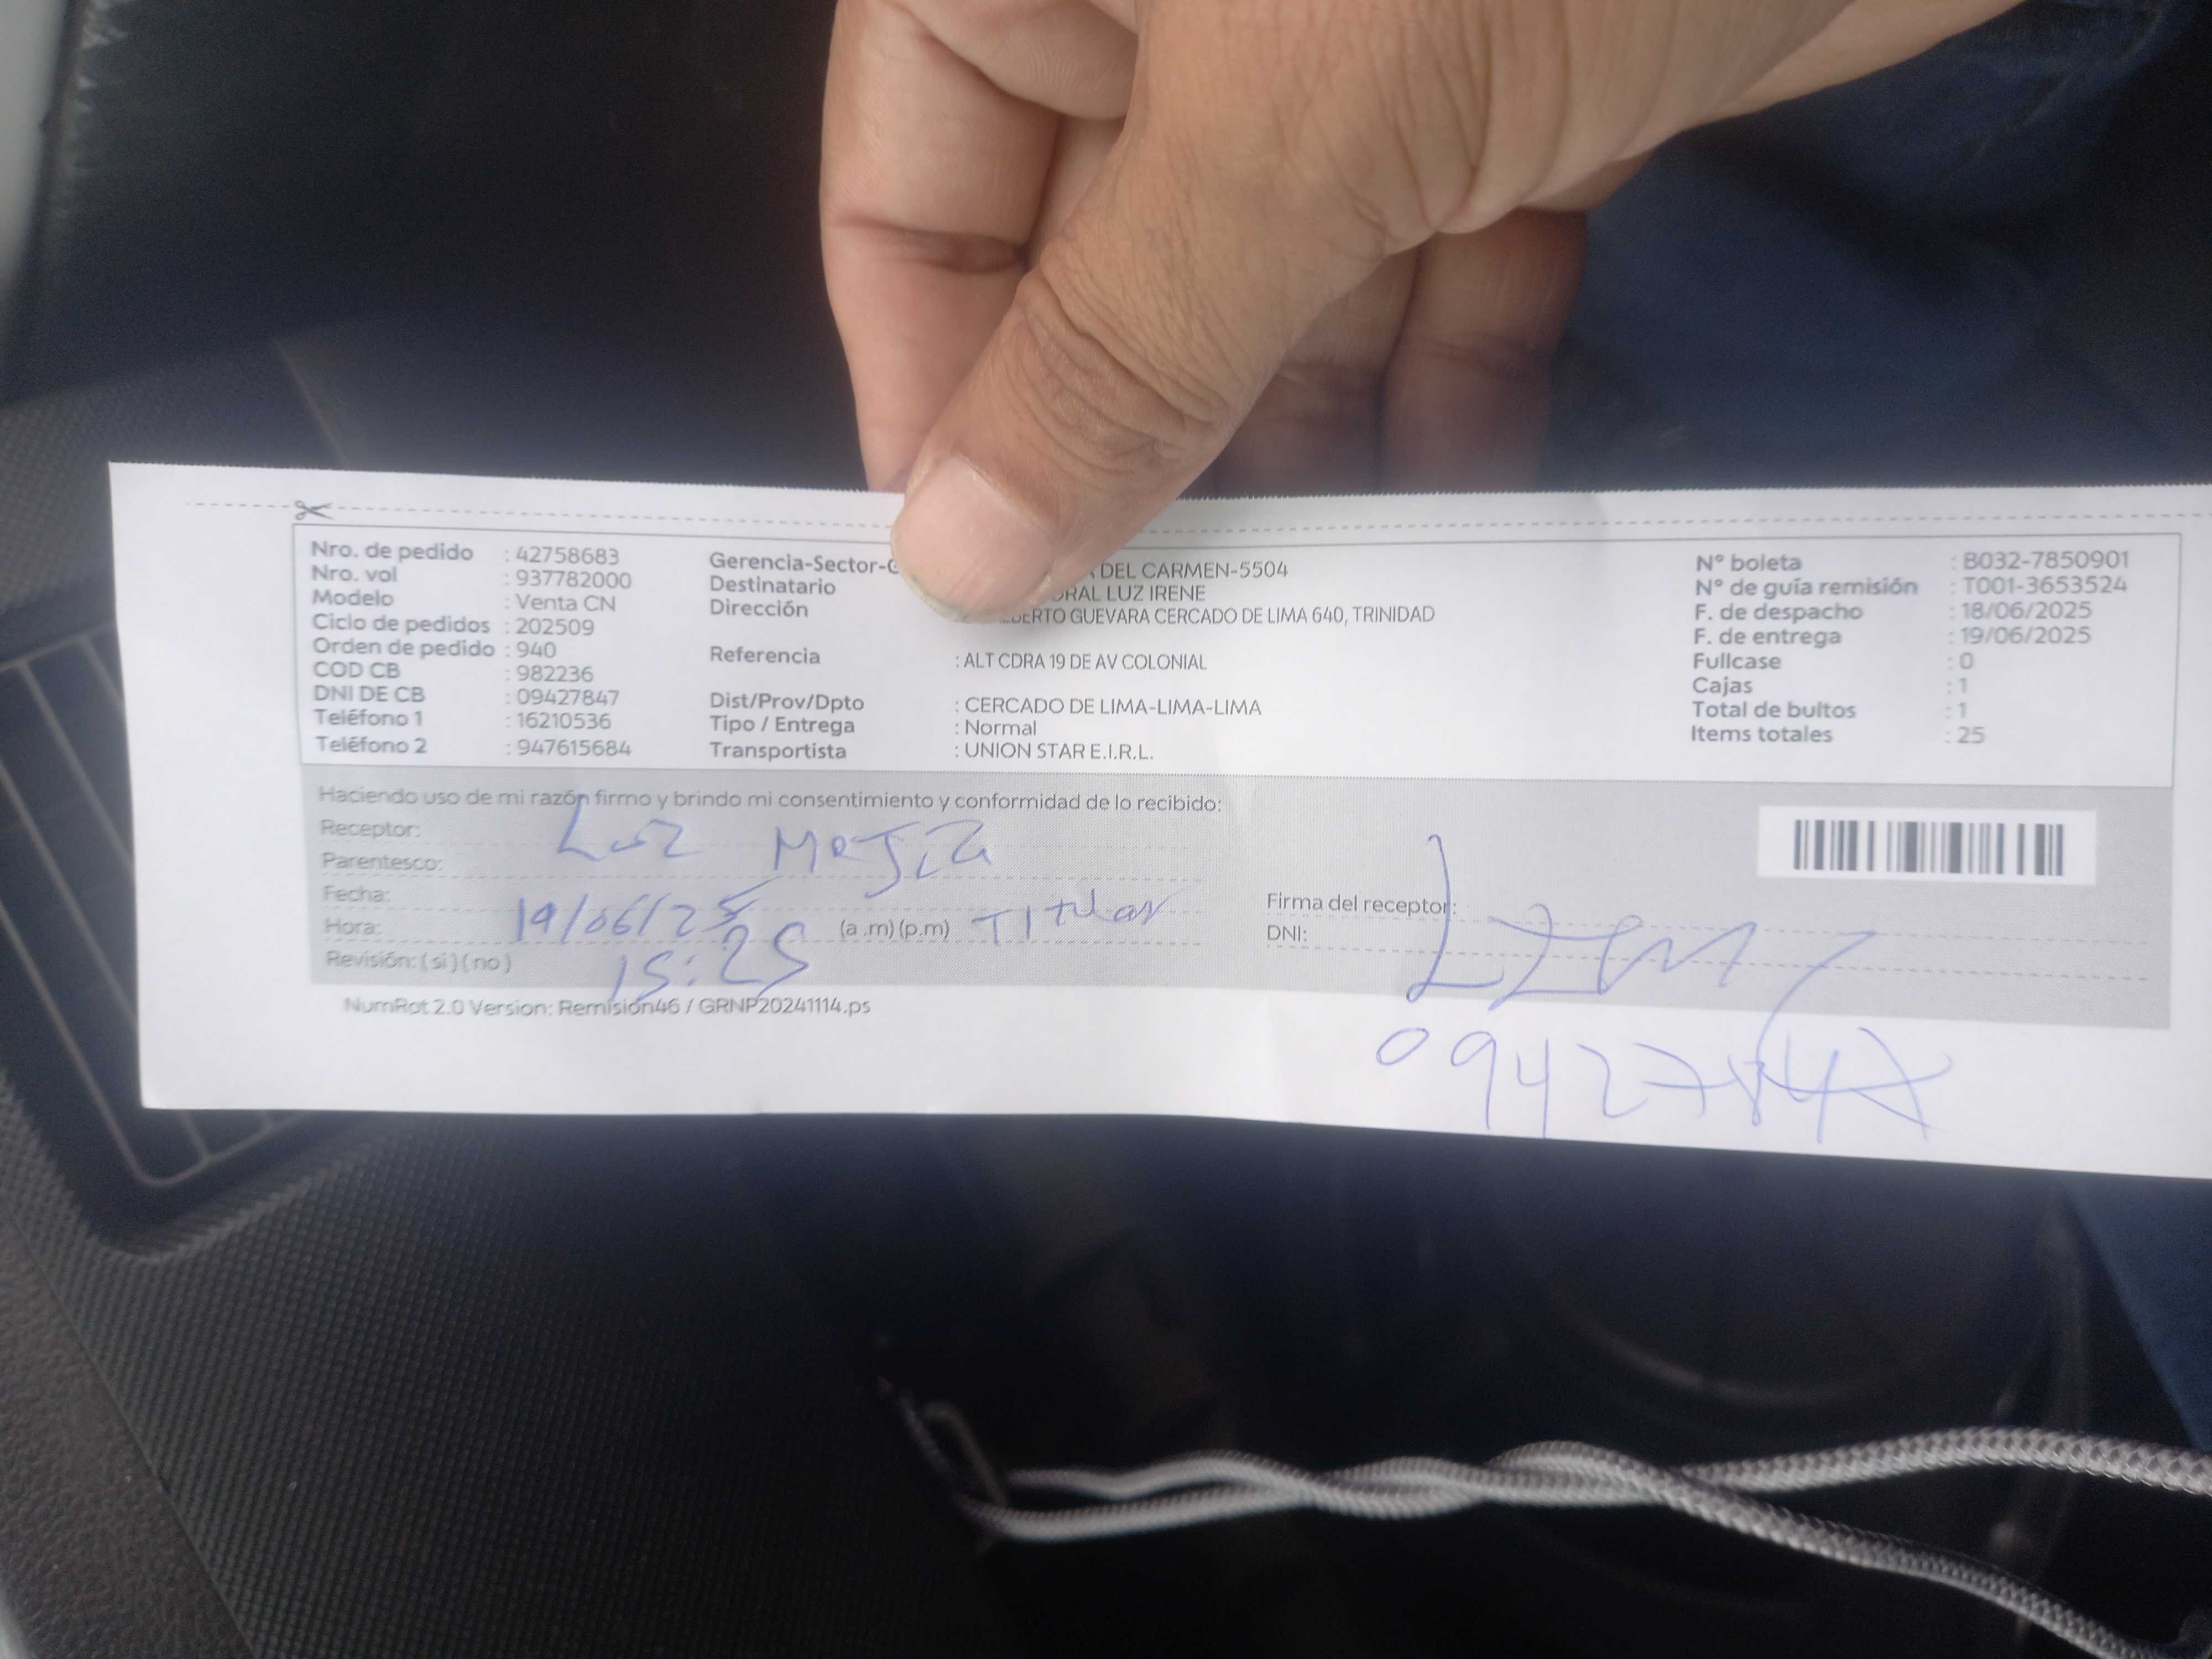 Nro. de pedido : 42758683
Nro. vol : 937782000
Modelo : Venta CN
Ciclo de pedidos : 202509
Orden de pedido : 940
COD CB : 982236
DNI DE CB : 09427847
Teléfono 1 : 16210536
Teléfono 2 : 947615684
Gerencia-Sector- DEL CARMEN-5504
Destinatario LUZ IRENE
Dirección GUEVARA CERCADO DE LIMA 640, TRINIDAD
Referencia : ALT CDRA 19 DE AV COLONIAL
Dist/Prov/Dpto : CERCADO DE LIMA-LIMA-LIMA
Tipo / Entrega : Normal
Transportista : UNION STAR E.I.R.L.
N° boleta : B032-7850901
N° de guía remisión : T001-3653524
F. de despacho : 18/06/2025
F. de entrega : 19/06/2025
Fullcase : 0
Cajas : 1
Total de bultos : 1
Items totales : 25
Haciendo uso de mi razón firmo y brindo mi consentimiento y conformidad de lo recibido:
Receptor: Luz Mejia
Parentesco:
Fecha: 19/06/25
Hora: 15:25 (a .m) (p.m) Titular
Revisión: ( si ) ( no )
Firma del receptor:
DNI: 09427847
NumRot 2.0 Version: Remisión46 / GRNP20241114.ps